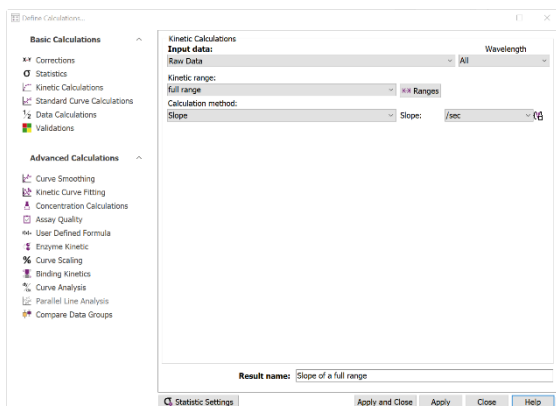 Define Calculations...
Basic Calculations
Corrections
Statistics
Kinetic Calculations
Standard Curve Calculations
Data Calculations
Validations
Advanced Calculations
Curve Smoothing
Kinetic Curve Fitting
Concentration Calculations
Assay Quality
User Defined Formula
Enzyme Kinetic
Curve Scaling
Binding Kinetics
Curve Analysis
Parallel Line Analysis
Compare Data Groups
Kinetic Calculations
Input data: Wavelength
Raw Data All
Kinetic range:
full range Ranges
Calculation method:
Slope Slope: /sec
Result name: Slope of a full range
Statistic Settings Apply and Close Apply Close Help